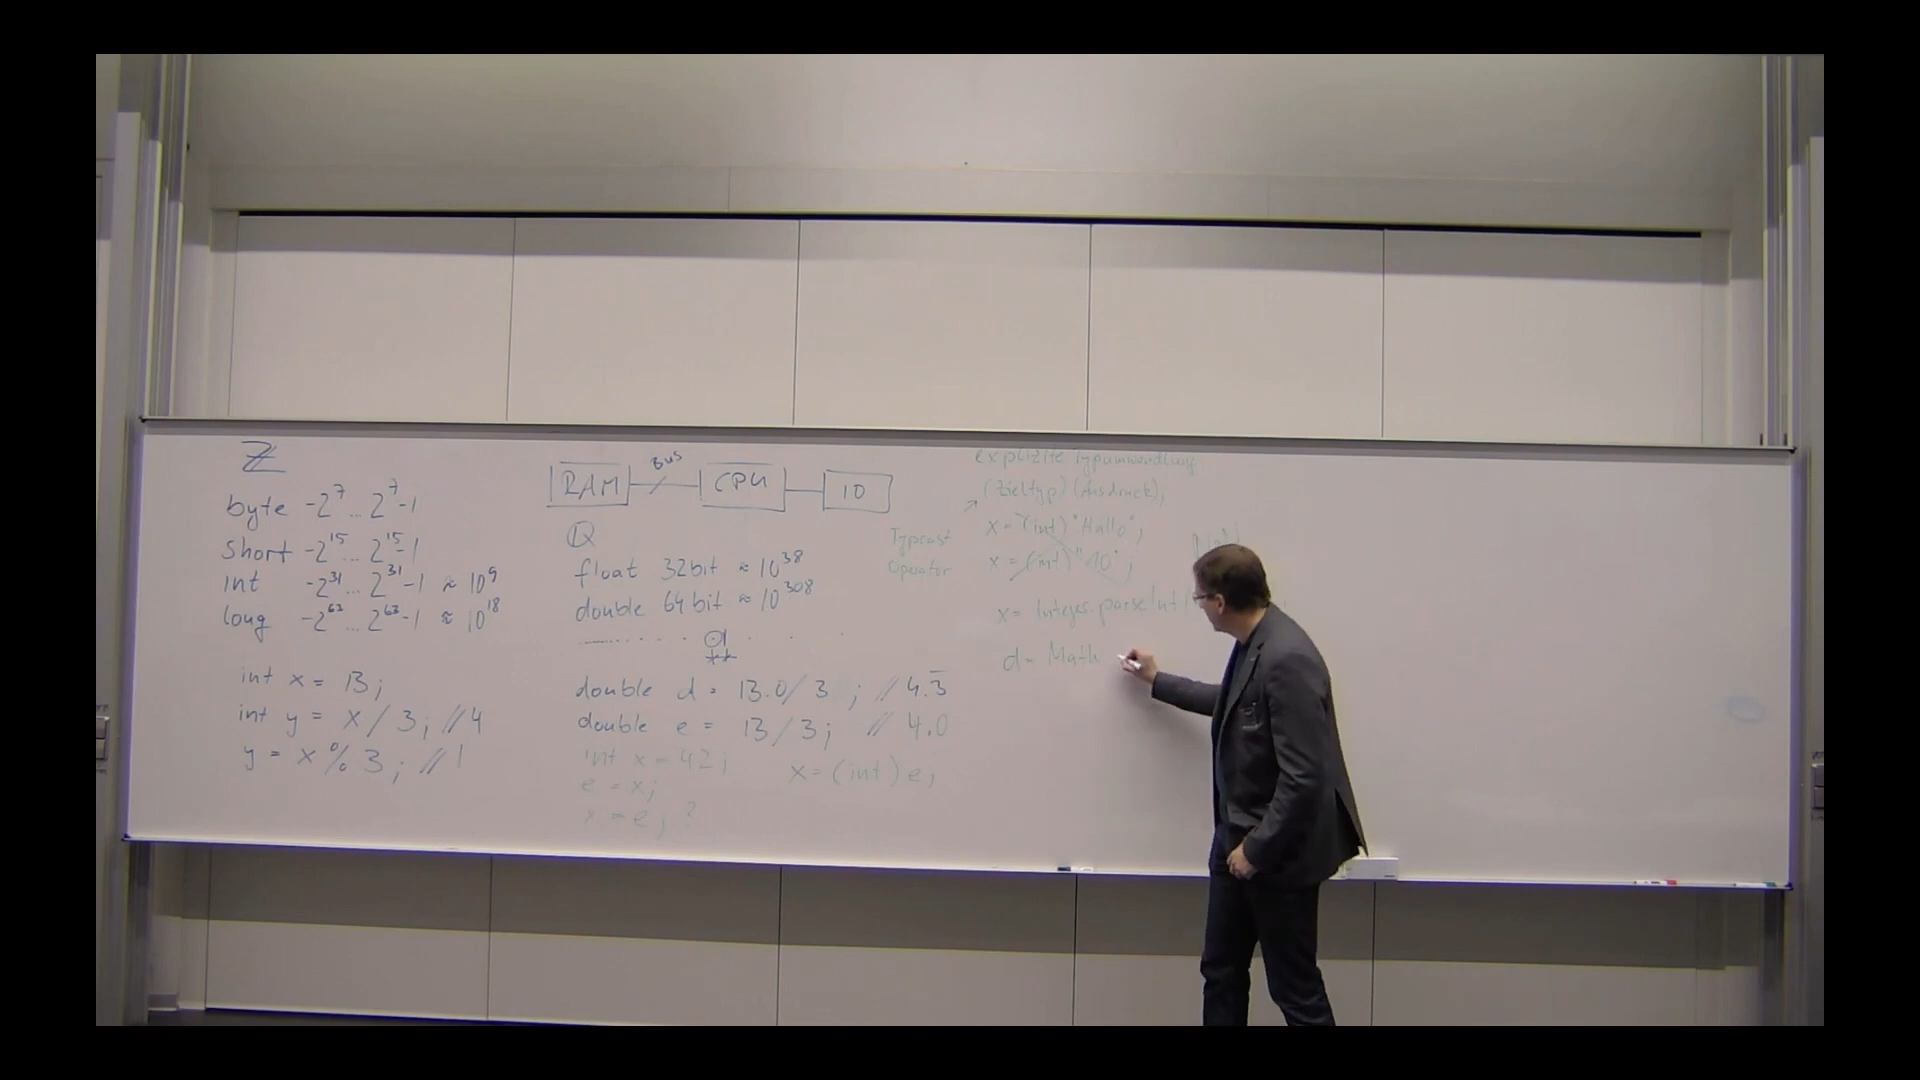 ℤ
byte -2^7 ... 2^7-1
short -2^15 ... 2^15-1
int -2^31 ... 2^31-1 ≈ 10^9
long -2^63 ... 2^63-1 ≈ 10^18
int x = 13;
int y = x / 3; // 4
y = x % 3; // 1
RAM Bus CPU IO
ℚ
float 32bit ≈ 10^38
double 64bit ≈ 10^308
double d = 13.0 / 3; // 4.3̅
double e = 13 / 3; // 4.0
int x = 42;
e = x;
x = e; ?
x = (int) e;
explizite Typumwandlung
(Zieltyp) (Ausdruck);
Typcast
Operator
x = (int) "Hallo";
x = (int) "40";
x = Integer.parseInt(
d = Math